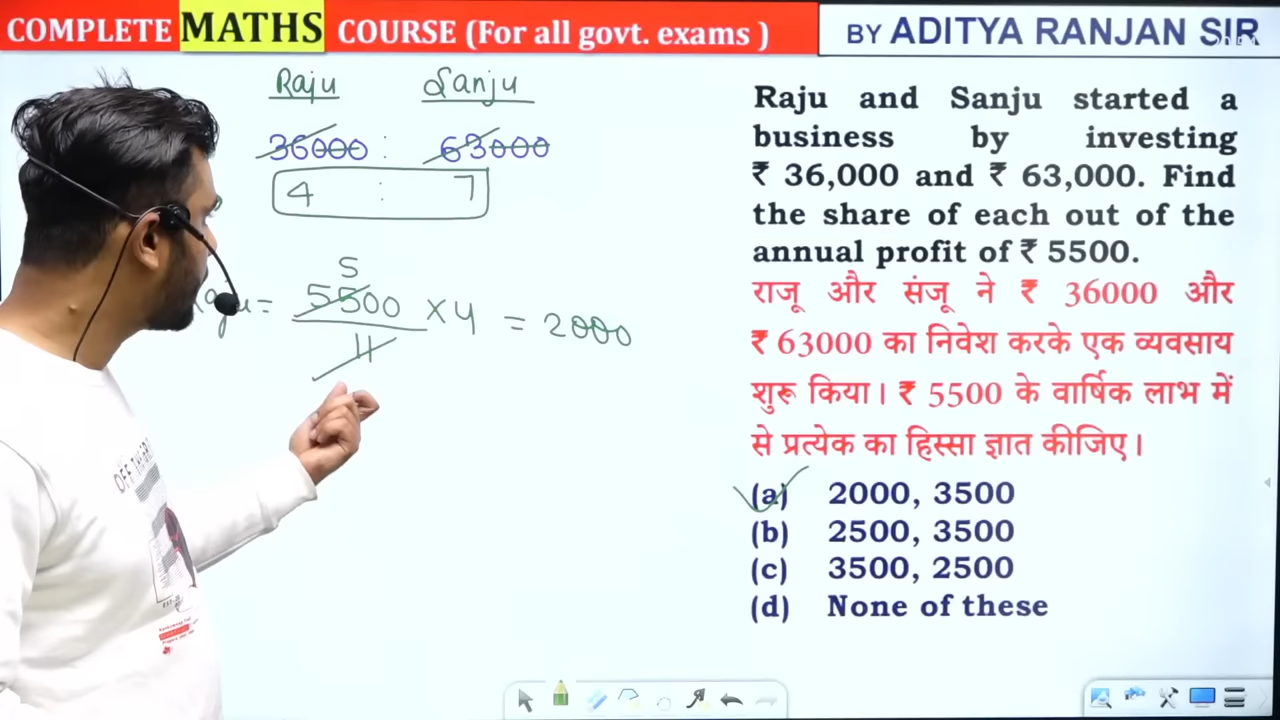 COMPLETE MATHS COURSE (For all govt. exams )
BY ADITYA RANJAN SIR
Raju Sanju
36000 : 63000
4 : 7
5
Raju = 5500 × 4 = 2000
11
Raju and Sanju started a
business by investing
₹ 36,000 and ₹ 63,000. Find
the share of each out of the
annual profit of ₹ 5500.
राजू और संजू ने ₹ 36000 और
₹ 63000 का निवेश करके एक व्यवसाय
शुरू किया। ₹ 5500 के वार्षिक लाभ में
से प्रत्येक का हिस्सा ज्ञात कीजिए।
(a) 2000, 3500
(b) 2500, 3500
(c) 3500, 2500
(d) None of these